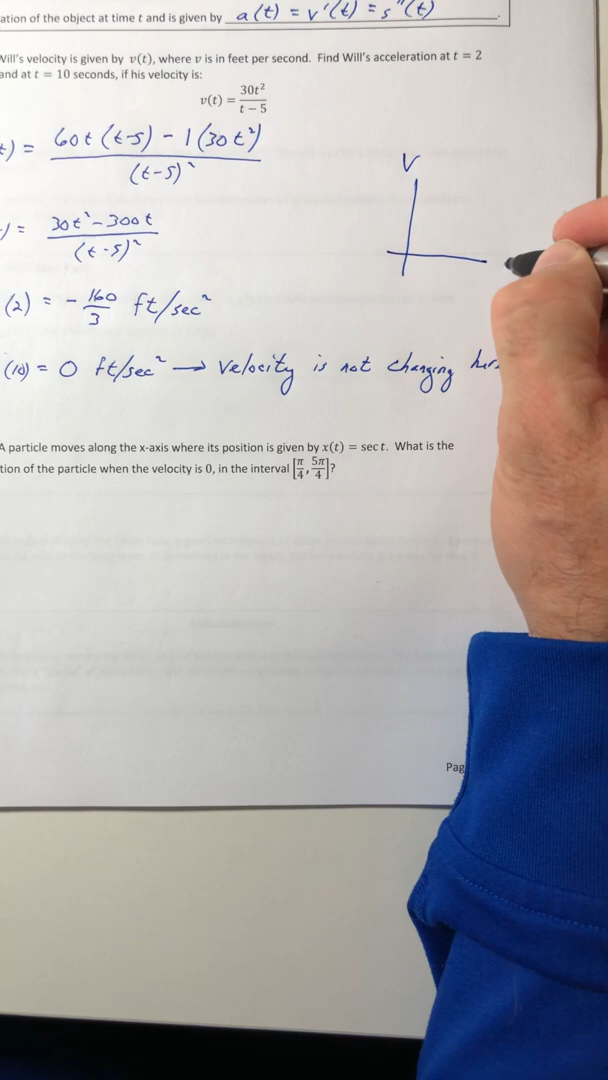 ation of the object at time t and is given by a(t) = v'(t) = s"(t).
Will's velocity is given by v(t), where v is in feet per second. Find Will's acceleration at t = 2
and at t = 10 seconds, if his velocity is:
v(t) = 30t²/(t − 5)
t) = (60t(t-5) - 1(30t²))/(t-5)²
) = (30t² - 300t)/(t-5)²
(2) = - 160/3 ft/sec²
(10) = 0 ft/sec² → velocity is not changing her
V
A particle moves along the x-axis where its position is given by x(t) = sec t. What is the
tion of the particle when the velocity is 0, in the interval [π/4, 5π/4]?
Pag